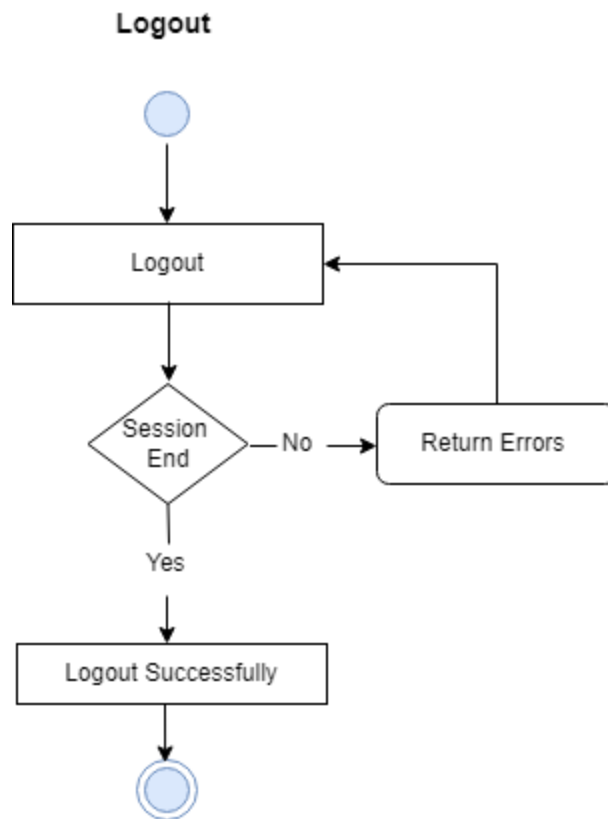 Logout
Logout
Session
End
No
Return Errors
Yes
Logout Successfully